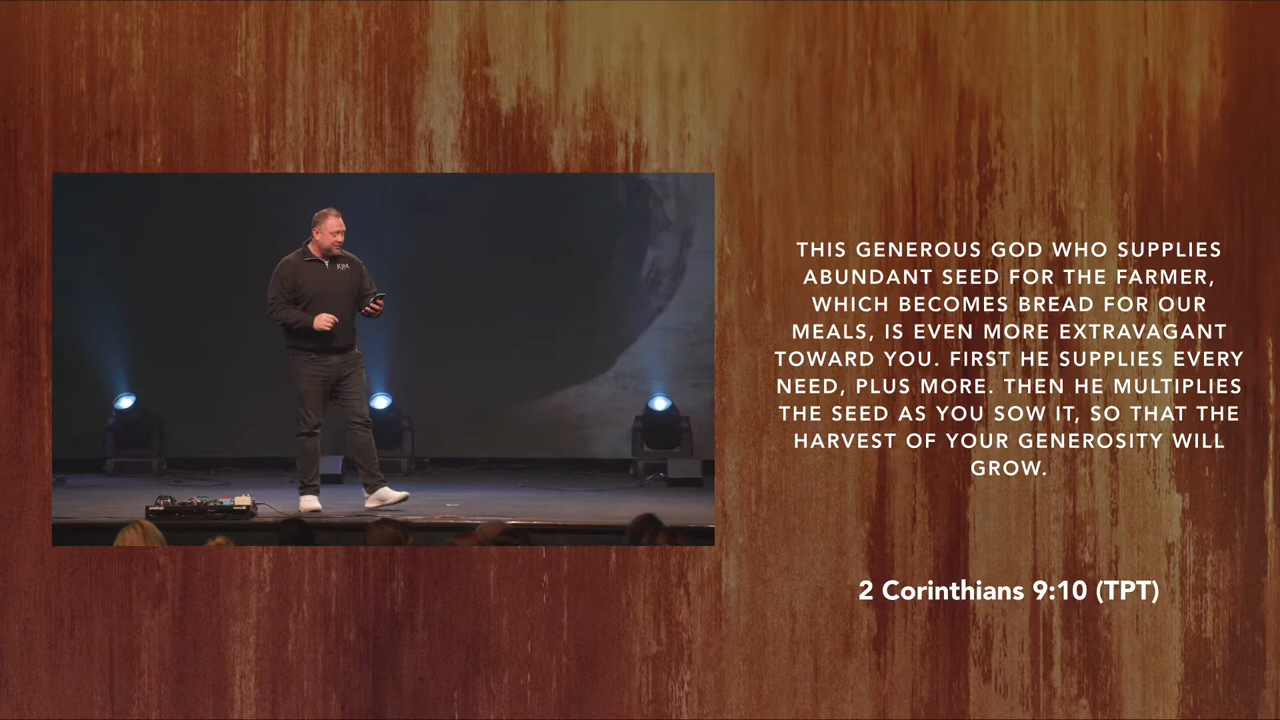 THIS GENEROUS GOD WHO SUPPLIES
ABUNDANT SEED FOR THE FARMER,
WHICH BECOMES BREAD FOR OUR
MEALS, IS EVEN MORE EXTRAVAGANT
TOWARD YOU. FIRST HE SUPPLIES EVERY
NEED, PLUS MORE. THEN HE MULTIPLIES
THE SEED AS YOU SOW IT, SO THAT THE
HARVEST OF YOUR GENEROSITY WILL
GROW.
2 Corinthians 9:10 (TPT)